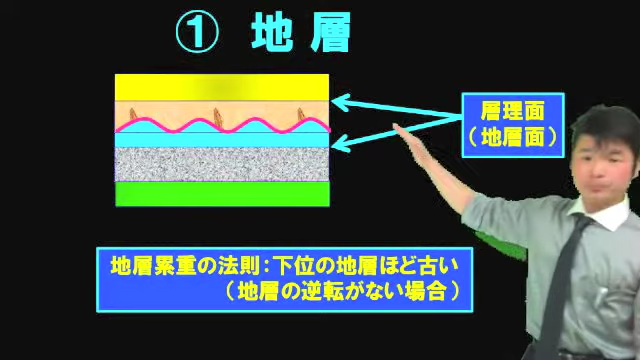 ① 地層
層理面
（地層面）
地層累重の法則：下位の地層ほど古い
（地層の逆転がない場合）